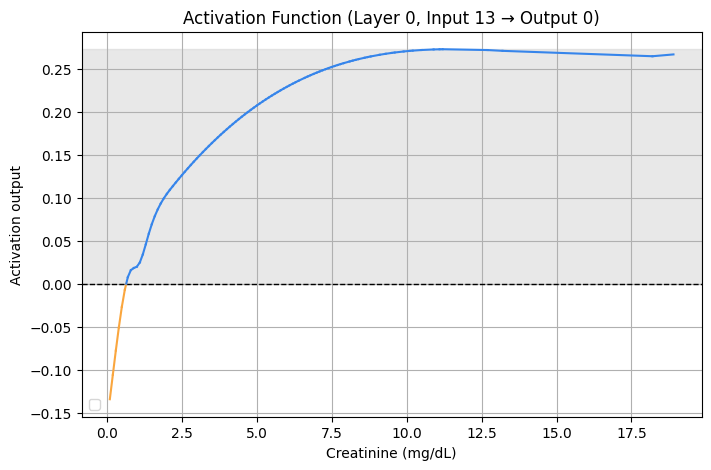 Activation Function (Layer 0, Input 13 → Output 0)
Activation output
0.25
0.20
0.15
0.10
0.05
0.00
−0.05
−0.10
−0.15
0.0 2.5 5.0 7.5 10.0 12.5 15.0 17.5
Creatinine (mg/dL)